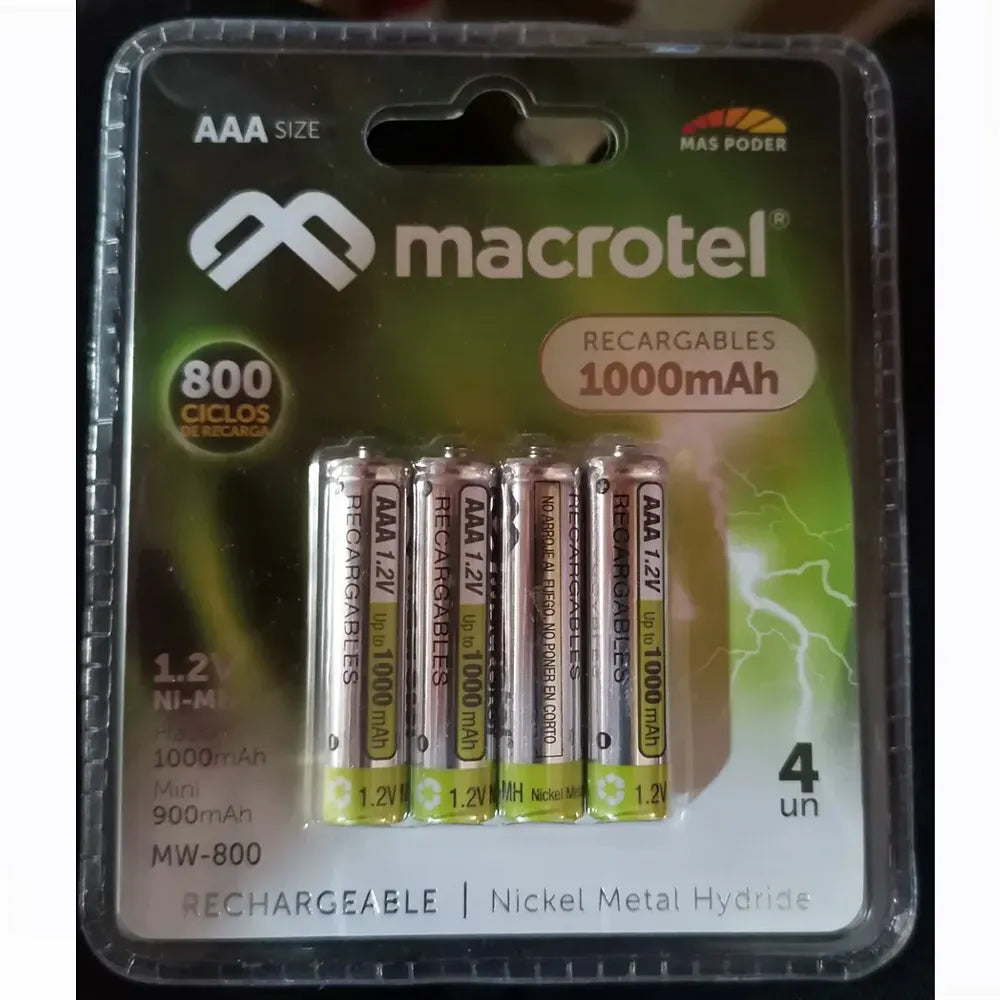 AAA SIZE
MAS PODER
macrotel®
RECARGABLES
1000mAh
800
CICLOS
DE RECARGA
AAA 1.2V Up to 1000 mAh
RECARGABLES
1.2V
AAA 1.2V Up to 1000 mAh
RECARGABLES
1.2V
NO ARROJE AL FUEGO, NO PONER EN CORTO
RECARGABLES
MH Nickel
AAA 1.2V Up to 1000 mAh
RECARGABLES
1.2V
1.2V
1000mAh
Mini
900mAh
MW-800
4
un
RECHARGEABLE | Nickel Metal Hydride